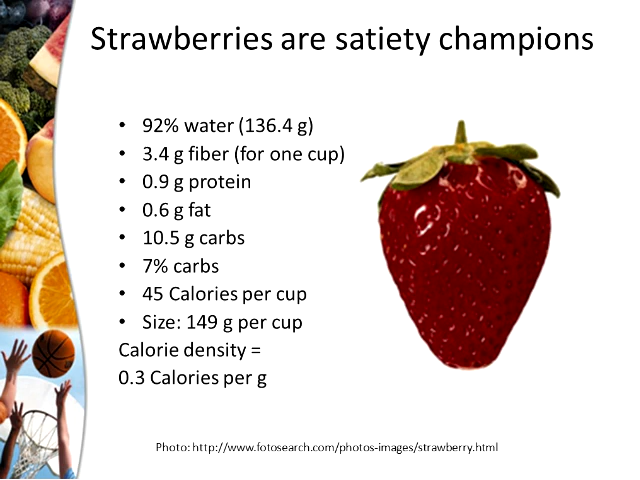 Strawberries are satiety champions
• 92% water (136.4 g)
• 3.4 g fiber (for one cup)
• 0.9 g protein
• 0.6 g fat
• 10.5 g carbs
• 7% carbs
• 45 Calories per cup
• Size: 149 g per cup
Calorie density =
0.3 Calories per g
Photo: http://www.fotosearch.com/photos-images/strawberry.html